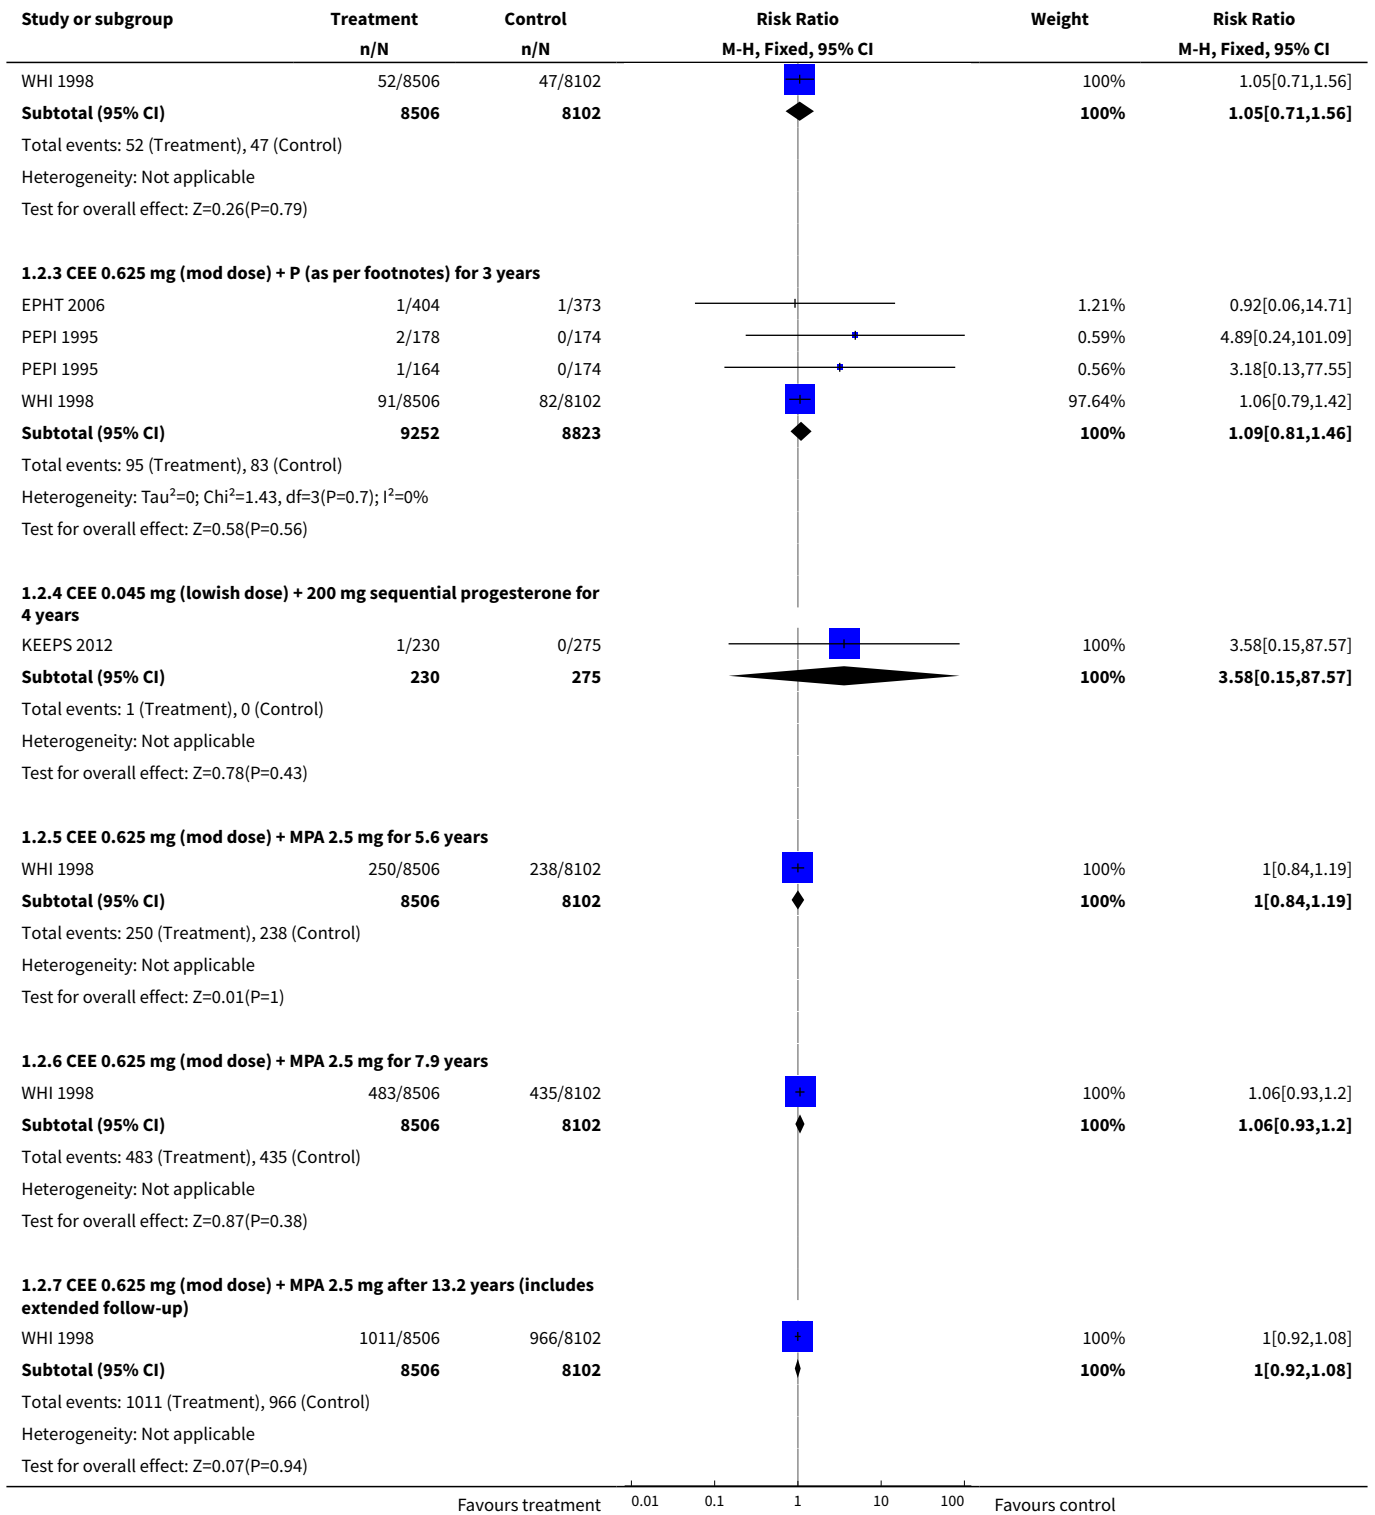 Study or subgroup Treatment Control Risk Ratio Weight Risk Ratio
n/N n/N M-H, Fixed, 95% CI M-H, Fixed, 95% CI
WHI 1998 52/8506 47/8102 100% 1.05[0.71,1.56]
Subtotal (95% CI) 8506 8102 100% 1.05[0.71,1.56]
Total events: 52 (Treatment), 47 (Control)
Heterogeneity: Not applicable
Test for overall effect: Z=0.26(P=0.79)
1.2.3 CEE 0.625 mg (mod dose) + P (as per footnotes) for 3 years
EPHT 2006 1/404 1/373 1.21% 0.92[0.06,14.71]
PEPI 1995 2/178 0/174 0.59% 4.89[0.24,101.09]
PEPI 1995 1/164 0/174 0.56% 3.18[0.13,77.55]
WHI 1998 91/8506 82/8102 97.64% 1.06[0.79,1.42]
Subtotal (95% CI) 9252 8823 100% 1.09[0.81,1.46]
Total events: 95 (Treatment), 83 (Control)
Heterogeneity: Tau²=0; Chi²=1.43, df=3(P=0.7); I²=0%
Test for overall effect: Z=0.58(P=0.56)
1.2.4 CEE 0.045 mg (lowish dose) + 200 mg sequential progesterone for
4 years
KEEPS 2012 1/230 0/275 100% 3.58[0.15,87.57]
Subtotal (95% CI) 230 275 100% 3.58[0.15,87.57]
Total events: 1 (Treatment), 0 (Control)
Heterogeneity: Not applicable
Test for overall effect: Z=0.78(P=0.43)
1.2.5 CEE 0.625 mg (mod dose) + MPA 2.5 mg for 5.6 years
WHI 1998 250/8506 238/8102 100% 1[0.84,1.19]
Subtotal (95% CI) 8506 8102 100% 1[0.84,1.19]
Total events: 250 (Treatment), 238 (Control)
Heterogeneity: Not applicable
Test for overall effect: Z=0.01(P=1)
1.2.6 CEE 0.625 mg (mod dose) + MPA 2.5 mg for 7.9 years
WHI 1998 483/8506 435/8102 100% 1.06[0.93,1.2]
Subtotal (95% CI) 8506 8102 100% 1.06[0.93,1.2]
Total events: 483 (Treatment), 435 (Control)
Heterogeneity: Not applicable
Test for overall effect: Z=0.87(P=0.38)
1.2.7 CEE 0.625 mg (mod dose) + MPA 2.5 mg after 13.2 years (includes
extended follow-up)
WHI 1998 1011/8506 966/8102 100% 1[0.92,1.08]
Subtotal (95% CI) 8506 8102 100% 1[0.92,1.08]
Total events: 1011 (Treatment), 966 (Control)
Heterogeneity: Not applicable
Test for overall effect: Z=0.07(P=0.94)
Favours treatment 0.01 0.1 1 10 100 Favours control